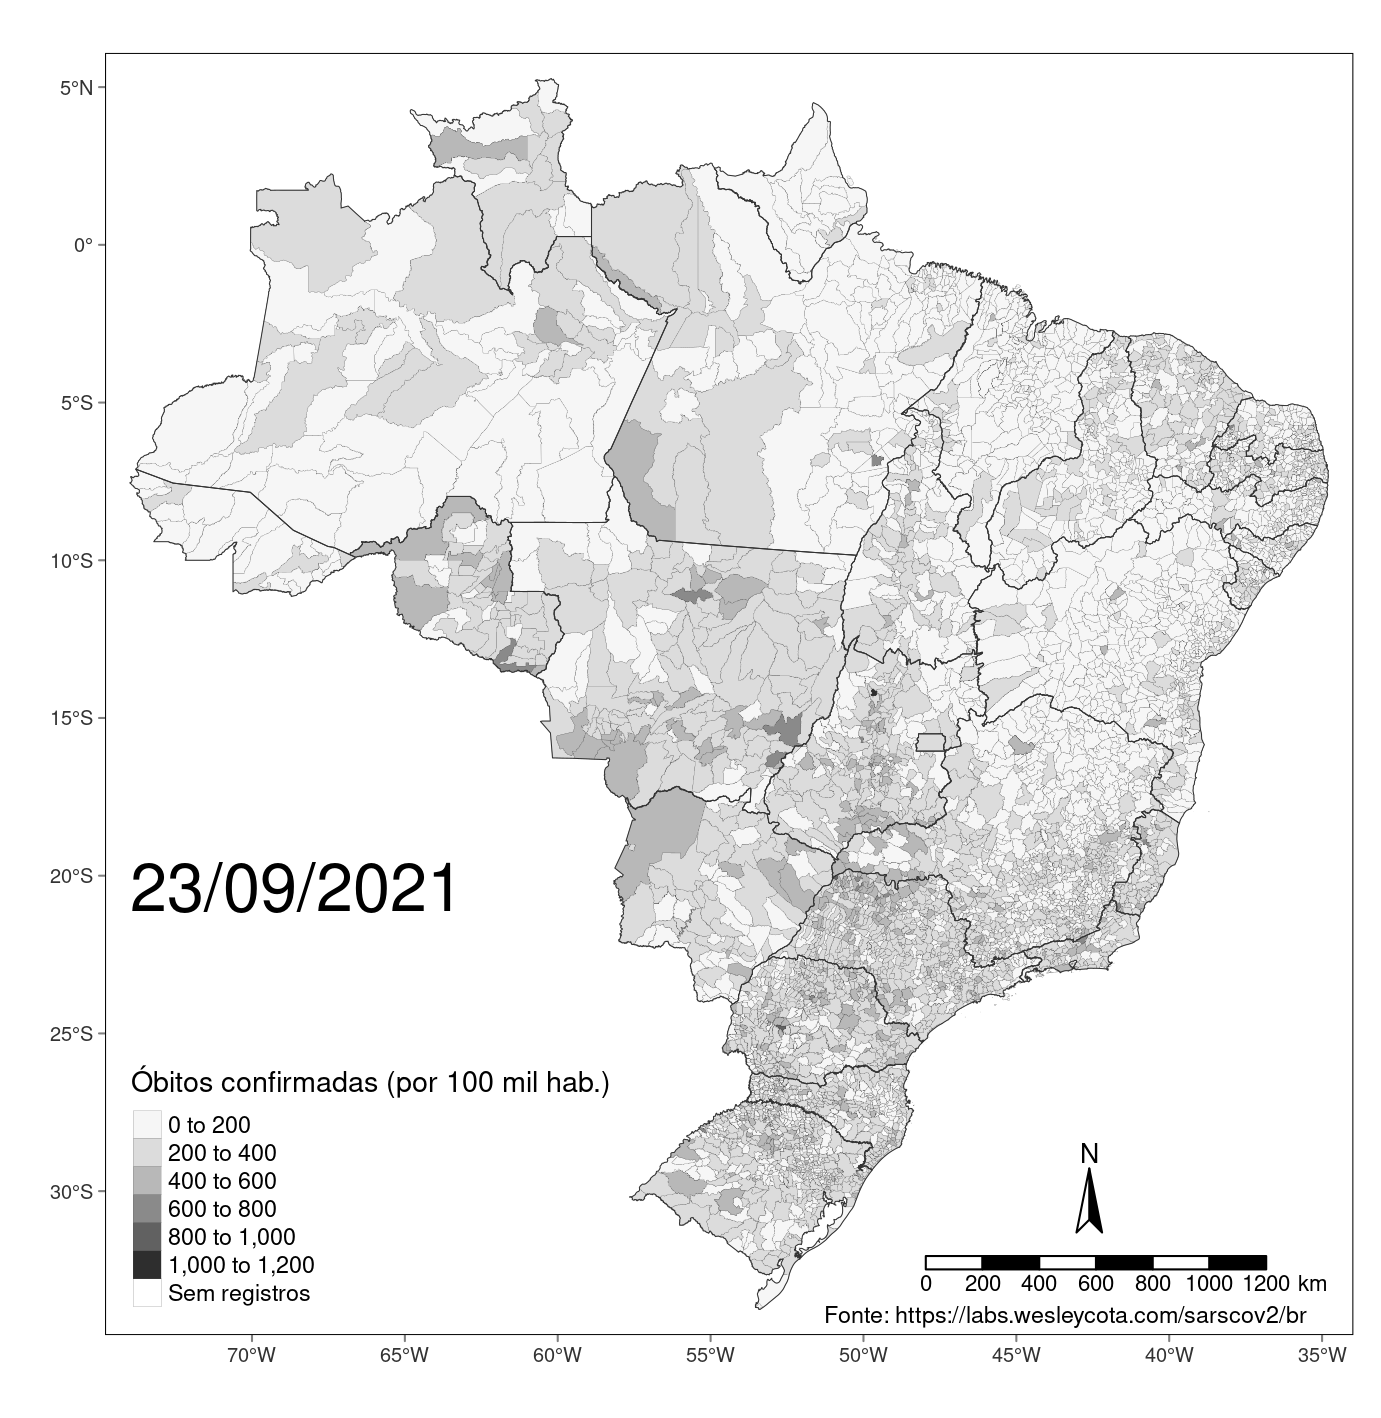 5°N
0°
5°S
10°S
15°S
20°S
25°S
30°S
23/09/2021
Óbitos confirmadas (por 100 mil hab.)
0 to 200
200 to 400
400 to 600
600 to 800
800 to 1,000
1,000 to 1,200
Sem registros
N
0 200 400 600 800 1000 1200 km
Fonte: https://labs.wesleycota.com/sarscov2/br
70°W 65°W 60°W 55°W 50°W 45°W 40°W 35°W